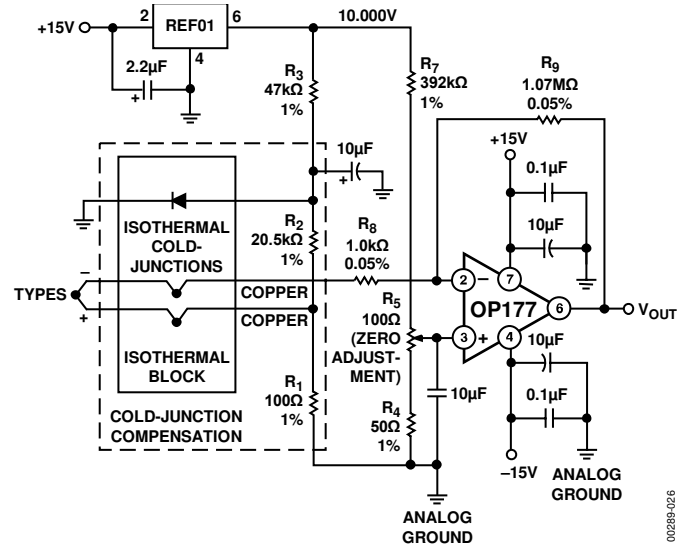 +15V
2
REF01
6
10.000V
4
2.2µF
+
R3
47kΩ
1%
R7
392kΩ
1%
R9
1.07MΩ
0.05%
10µF
+
+15V
0.1µF
10µF
+
ISOTHERMAL
COLD-
JUNCTIONS
R2
20.5kΩ
1%
R8
1.0kΩ
0.05%
–
TYPES
+
COPPER
COPPER
2
–
7
OP177
6
VOUT
3
+
4
R5
100Ω
(ZERO
ADJUST-
MENT)
ISOTHERMAL
BLOCK
R1
100Ω
1%
10µF
10µF
+
0.1µF
COLD-JUNCTION
COMPENSATION
R4
50Ω
1%
–15V
ANALOG
GROUND
ANALOG
GROUND
00289-026